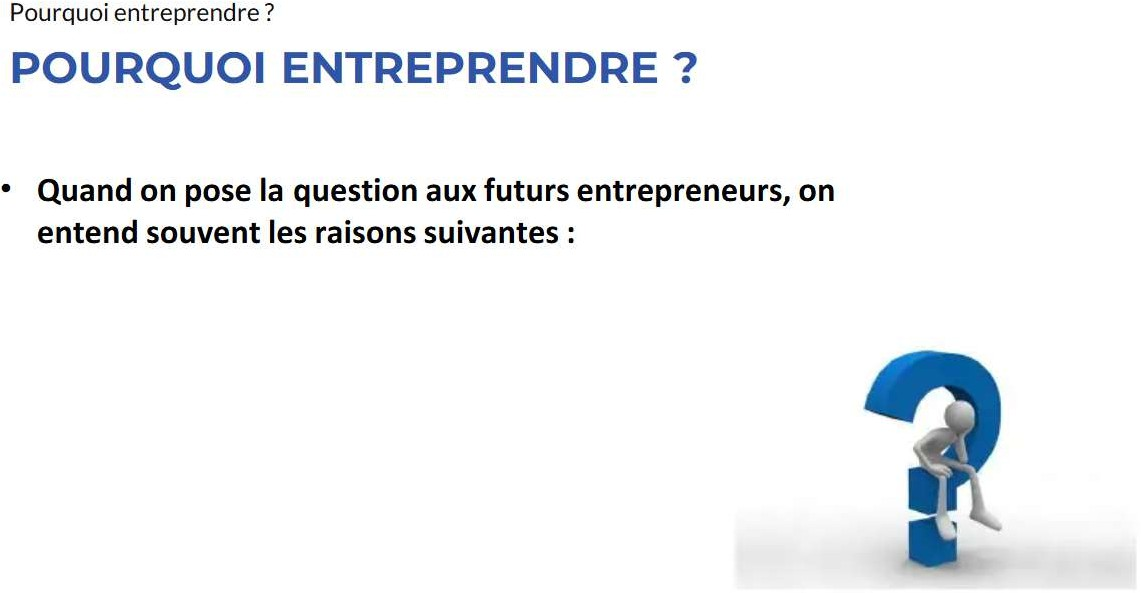 Pourquoi entreprendre ?
POURQUOI ENTREPRENDRE ?
• Quand on pose la question aux futurs entrepreneurs, on
entend souvent les raisons suivantes :